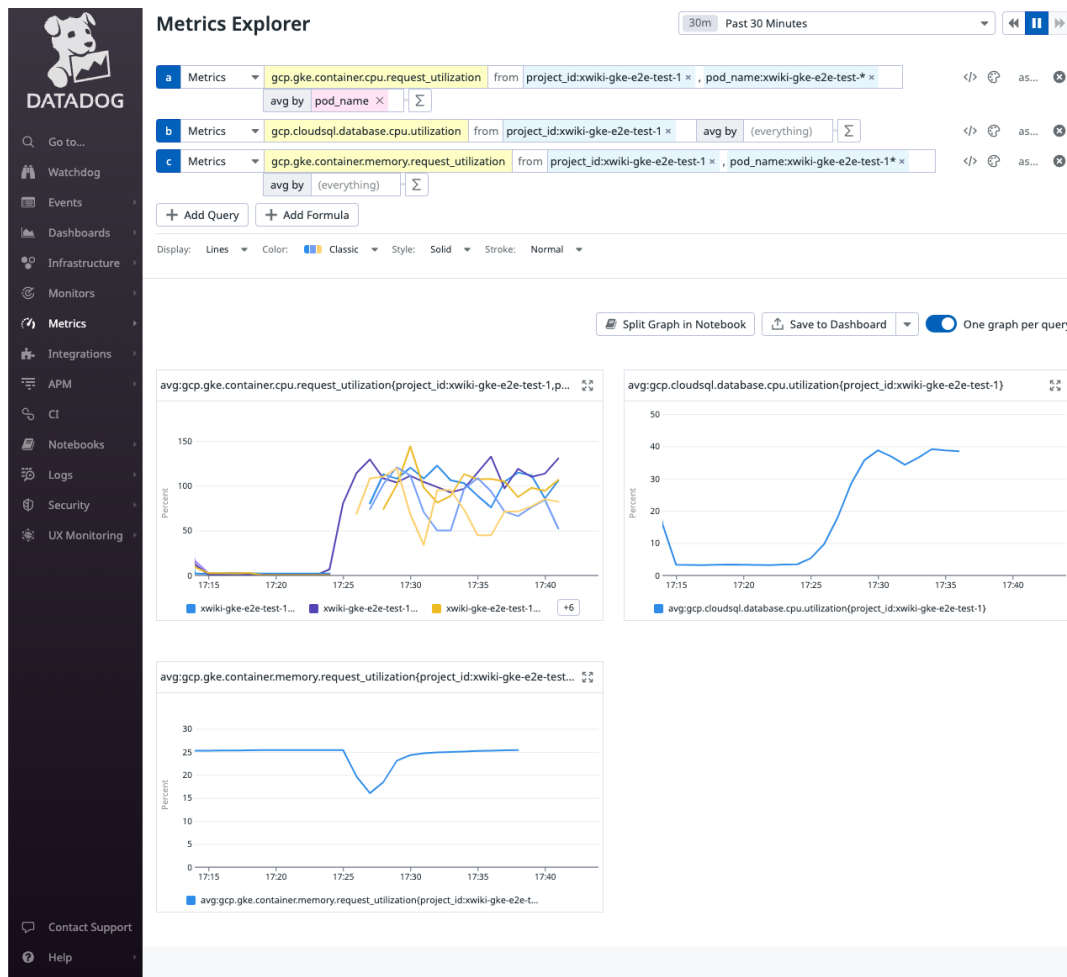 DATADOG
Go to...
Watchdog
Events
Dashboards
Infrastructure
Monitors
Metrics
Integrations
APM
CI
Notebooks
Logs
Security
UX Monitoring
Contact Support
Help
Metrics Explorer
30m Past 30 Minutes
a Metrics gcp.gke.container.cpu.request_utilization from project_id:xwiki-gke-e2e-test-1 × , pod_name:xwiki-gke-e2e-test-* × </> as...
avg by pod_name × Σ
b Metrics gcp.cloudsql.database.cpu.utilization from project_id:xwiki-gke-e2e-test-1 × avg by (everything) Σ </> as...
c Metrics gcp.gke.container.memory.request_utilization from project_id:xwiki-gke-e2e-test-1 × , pod_name:xwiki-gke-e2e-test-1* × </> as...
avg by (everything) Σ
+ Add Query + Add Formula
Display: Lines Color: Classic Style: Solid Stroke: Normal
Split Graph in Notebook Save to Dashboard One graph per query
avg:gcp.gke.container.cpu.request_utilization{project_id:xwiki-gke-e2e-test-1,p...
150
100
50
0
Percent
17:15 17:20 17:25 17:30 17:35 17:40
xwiki-gke-e2e-test-1... xwiki-gke-e2e-test-1... xwiki-gke-e2e-test-1... +6
avg:gcp.cloudsql.database.cpu.utilization{project_id:xwiki-gke-e2e-test-1}
50
40
30
20
10
0
Percent
17:15 17:20 17:25 17:30 17:35 17:40
avg:gcp.cloudsql.database.cpu.utilization{project_id:xwiki-gke-e2e-test-1}
avg:gcp.gke.container.memory.request_utilization{project_id:xwiki-gke-e2e-test...
30
25
20
15
10
5
0
Percent
17:15 17:20 17:25 17:30 17:35 17:40
avg:gcp.gke.container.memory.request_utilization{project_id:xwiki-gke-e2e-t...